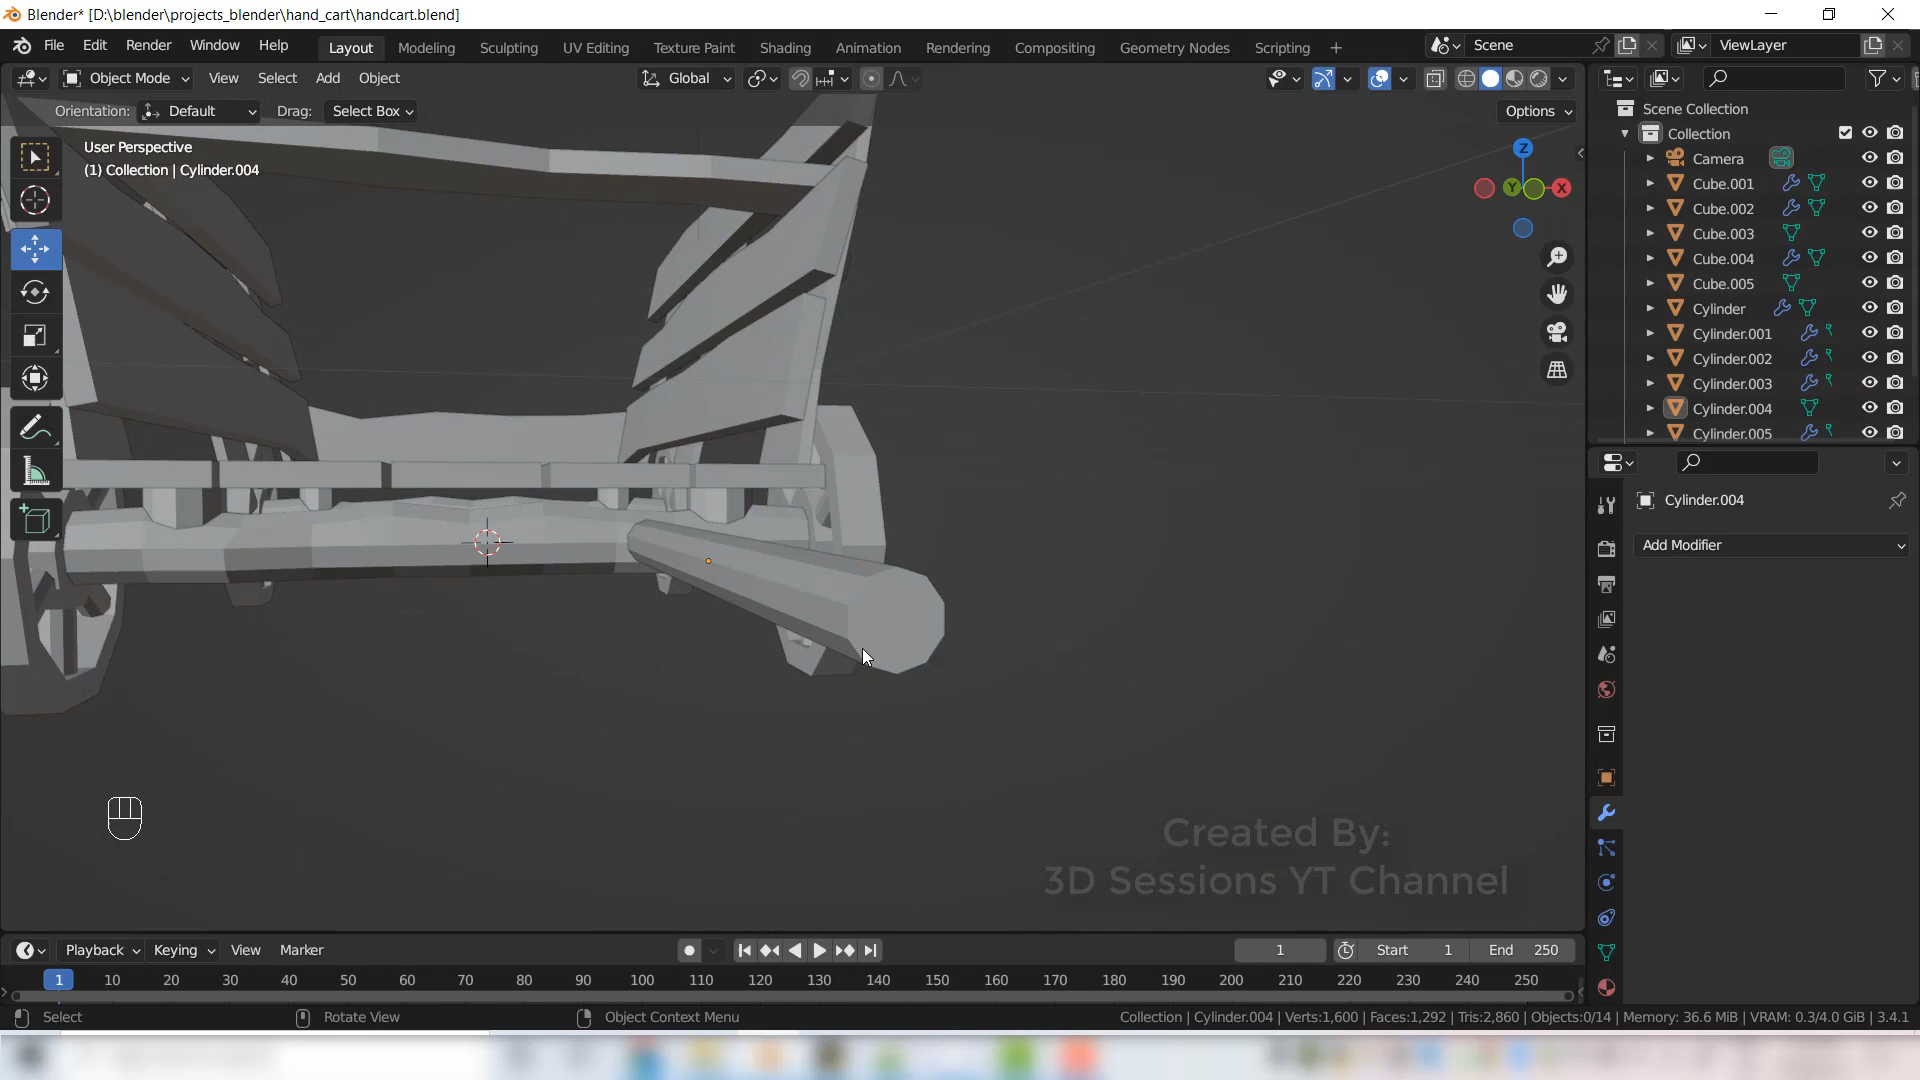 Blender* [D:\blender\projects_blender\hand_cart\handcart.blend]
File Edit Render Window Help Layout Modeling Sculpting UV Editing Texture Paint Shading Animation Rendering Compositing Geometry Nodes Scripting + Scene ViewLayer
Object Mode View Select Add Object Global
Orientation: Default Drag: Select Box Options
User Perspective
(1) Collection | Cylinder.004
Z
Y
X
Scene Collection
Collection
Camera
Cube.001
Cube.002
Cube.003
Cube.004
Cube.005
Cylinder
Cylinder.001
Cylinder.002
Cylinder.003
Cylinder.004
Cylinder.005
Cylinder.004
Add Modifier
Created By:
3D Sessions YT Channel
Playback Keying View Marker 1 Start 1 End 250
1 10 20 30 40 50 60 70 80 90 100 110 120 130 140 150 160 170 180 190 200 210 220 230 240 250
Select Rotate View Object Context Menu Collection | Cylinder.004 | Verts:1,600 | Faces:1,292 | Tris:2,860 | Objects:0/14 | Memory: 36.6 MiB | VRAM: 0.3/4.0 GiB | 3.4.1